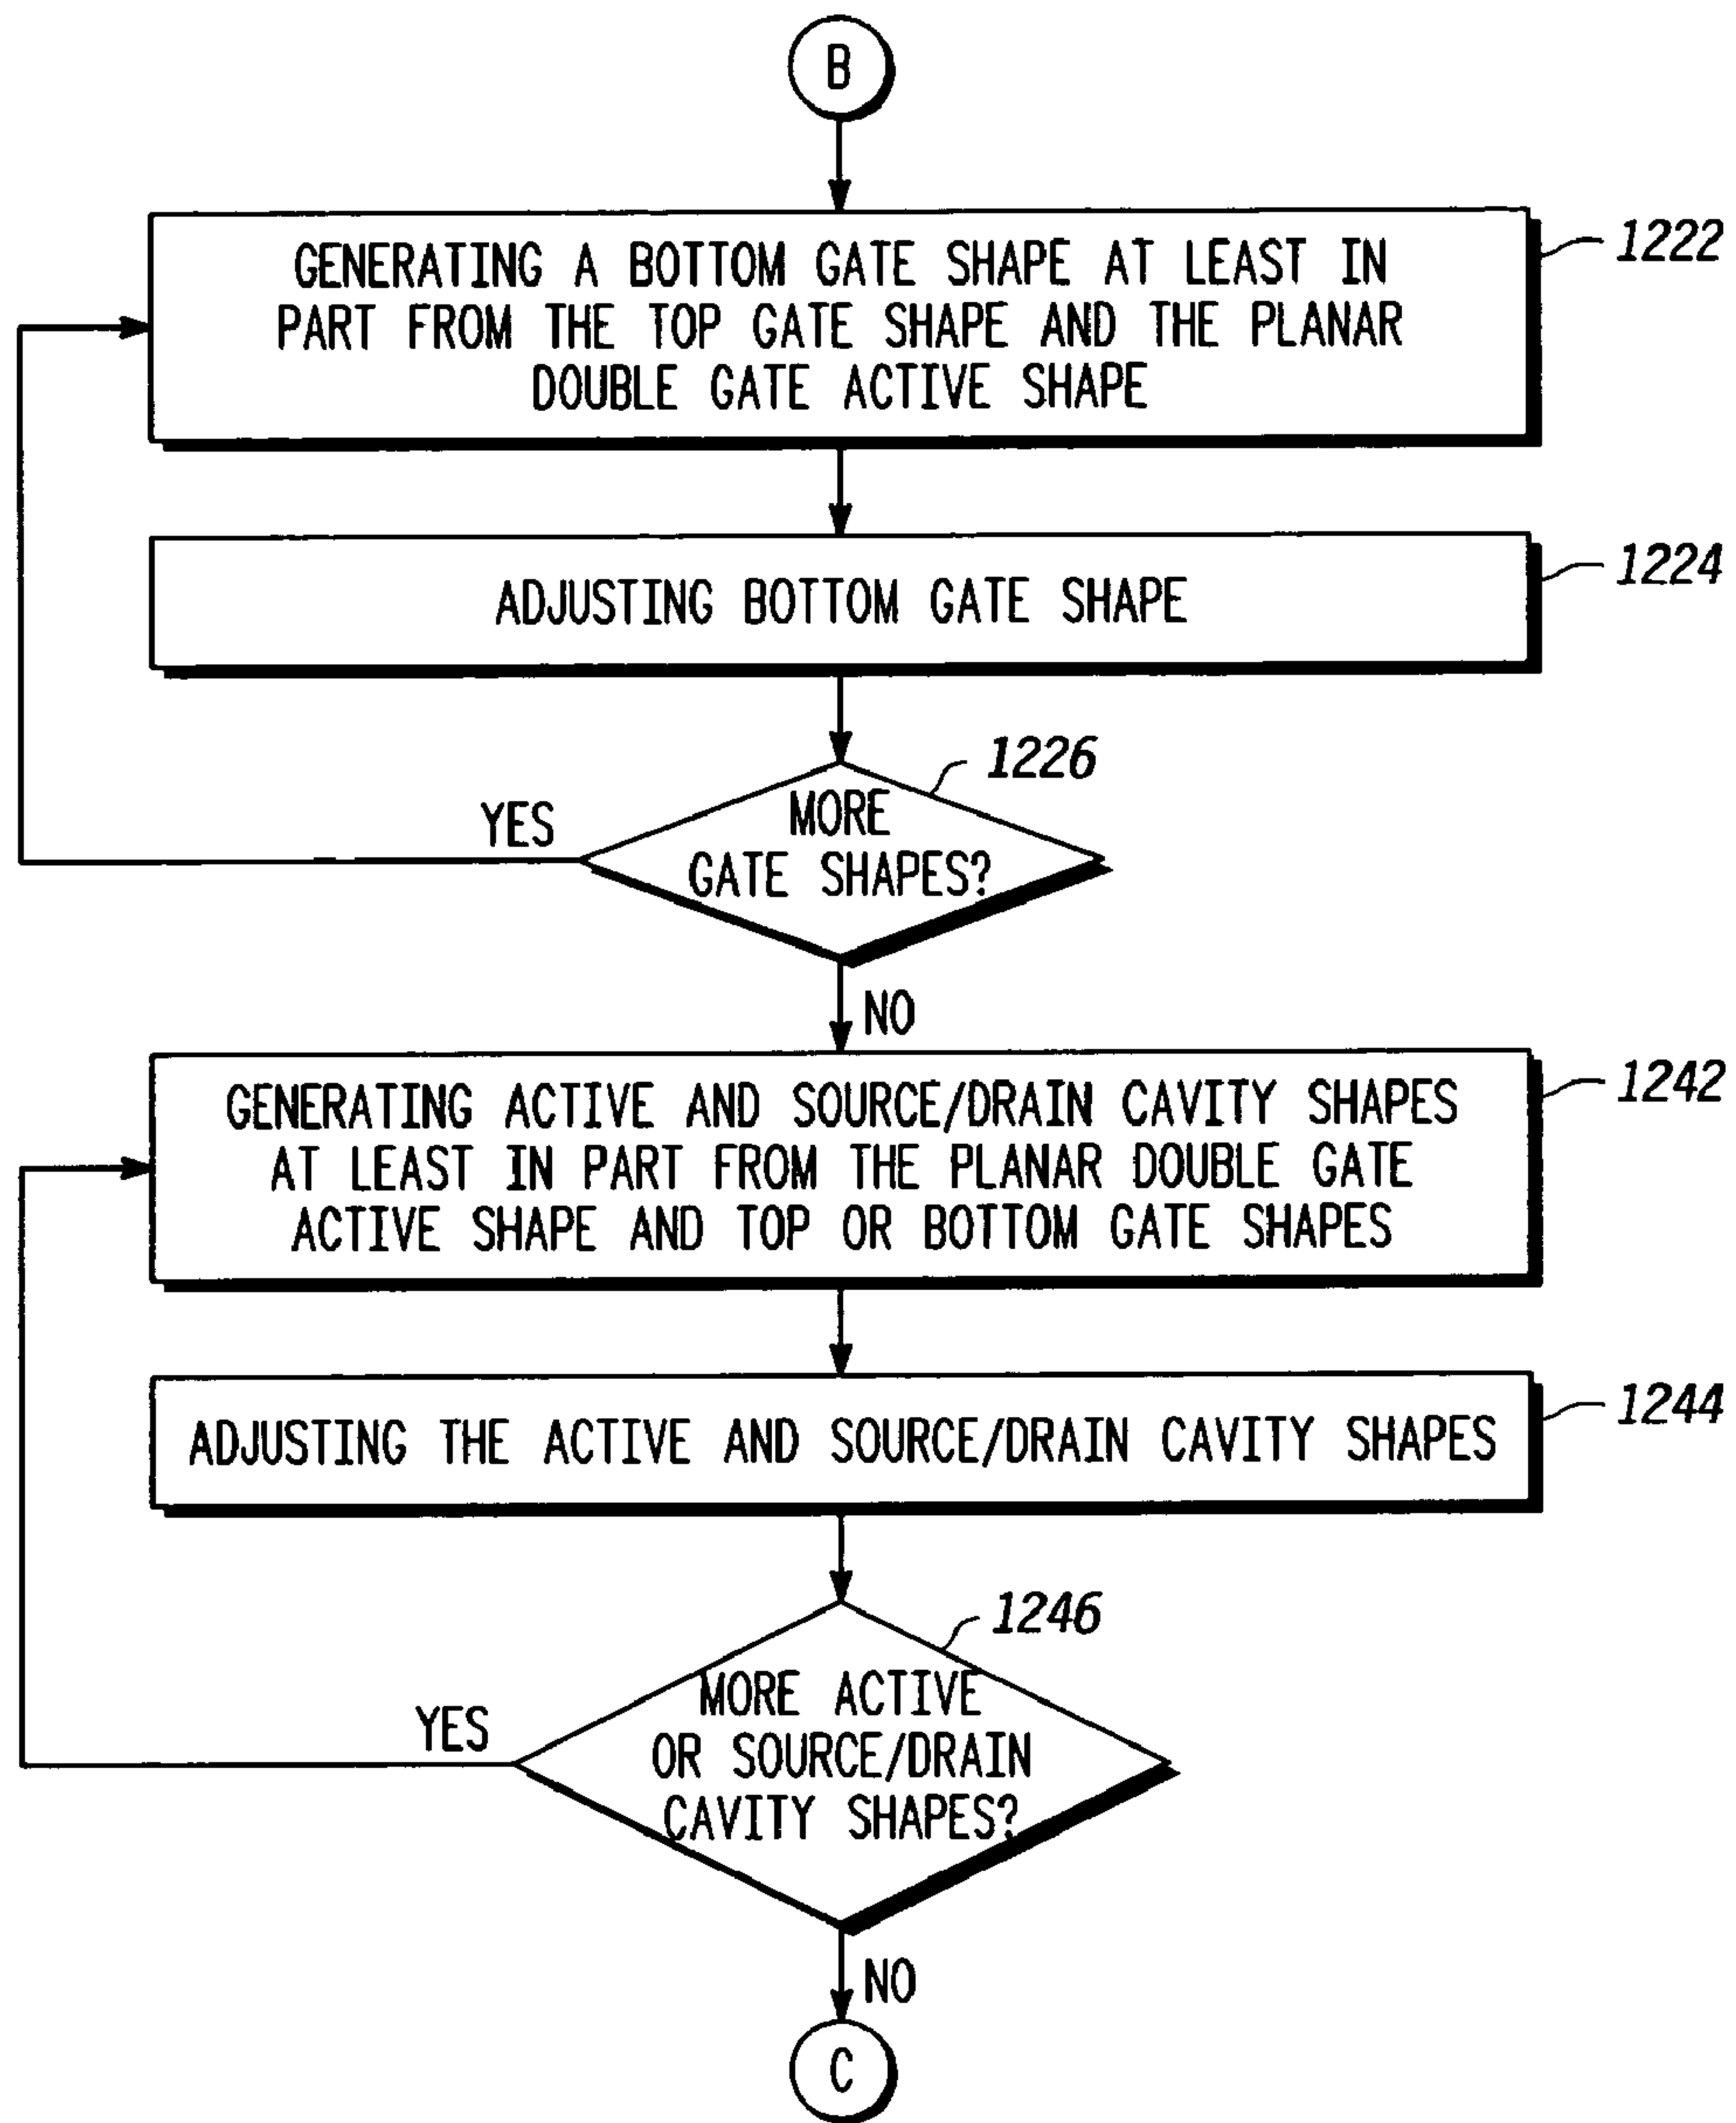 B
GENERATING A BOTTOM GATE SHAPE AT LEAST IN
PART FROM THE TOP GATE SHAPE AND THE PLANAR
DOUBLE GATE ACTIVE SHAPE
1222
ADJUSTING BOTTOM GATE SHAPE
1224
1226
MORE
GATE SHAPES?
YES
NO
GENERATING ACTIVE AND SOURCE/DRAIN CAVITY SHAPES
AT LEAST IN PART FROM THE PLANAR DOUBLE GATE
ACTIVE SHAPE AND TOP OR BOTTOM GATE SHAPES
1242
ADJUSTING THE ACTIVE AND SOURCE/DRAIN CAVITY SHAPES
1244
1246
MORE ACTIVE
OR SOURCE/DRAIN
CAVITY SHAPES?
YES
NO
C